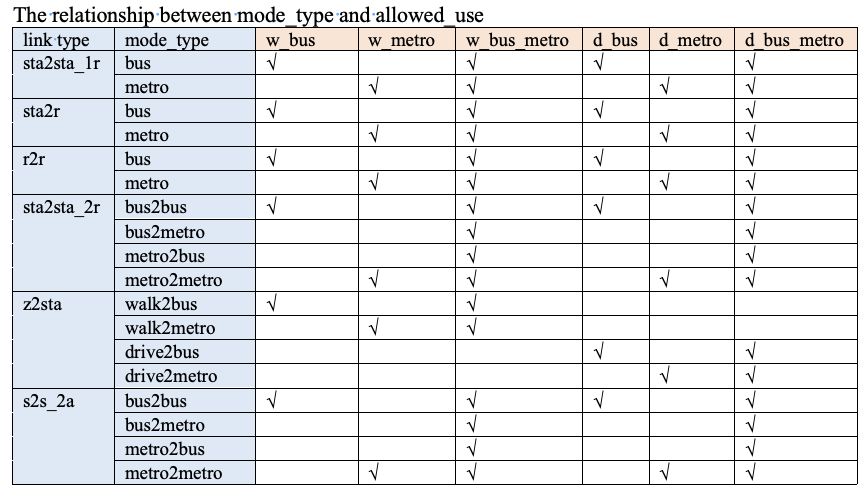 The relationship between mode_type and allowed_use
link type mode_type w_bus w_metro w_bus_metro d_bus d_metro d_bus_metro
sta2sta_1r bus √ √ √ √
metro √ √ √ √
sta2r bus √ √ √ √
metro √ √ √ √
r2r bus √ √ √ √
metro √ √ √ √
sta2sta_2r bus2bus √ √ √ √
bus2metro √ √
metro2bus √ √
metro2metro √ √ √ √
z2sta walk2bus √ √
walk2metro √ √
drive2bus √ √
drive2metro √ √
s2s_2a bus2bus √ √ √ √
bus2metro √ √
metro2bus √ √
metro2metro √ √ √ √